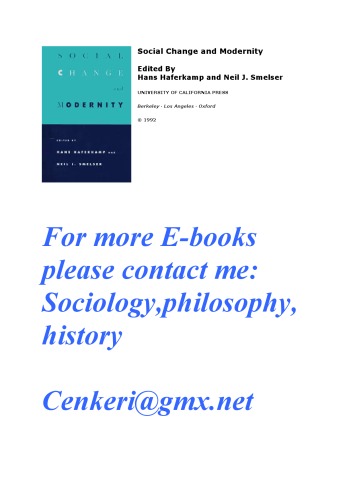 SOCIAL
CHANGE
and
MODERNITY
EDITED BY
HANS HAFERKAMP AND
NEIL J. SMELSER
Social Change and Modernity
Edited By
Hans Haferkamp and Neil J. Smelser
UNIVERSITY OF CALIFORNIA PRESS
Berkeley · Los Angeles · Oxford
© 1992
For more E-books
please contact me:
Sociology,philosophy,
history
Cenkeri@gmx.net